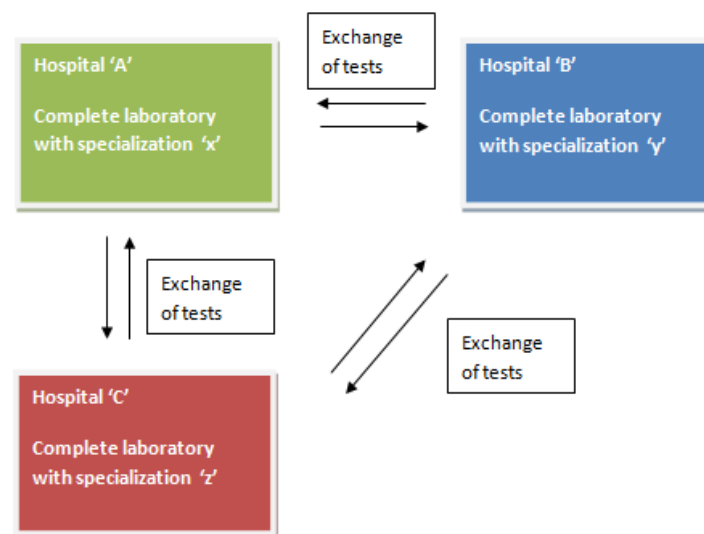 Exchange
of tests
Hospital ‘A’
Complete laboratory
with specialization ‘x’
Hospital ‘B’
Complete laboratory
with specialization ‘y’
Exchange
of tests
Exchange
of tests
Hospital ‘C’
Complete laboratory
with specialization ‘z’